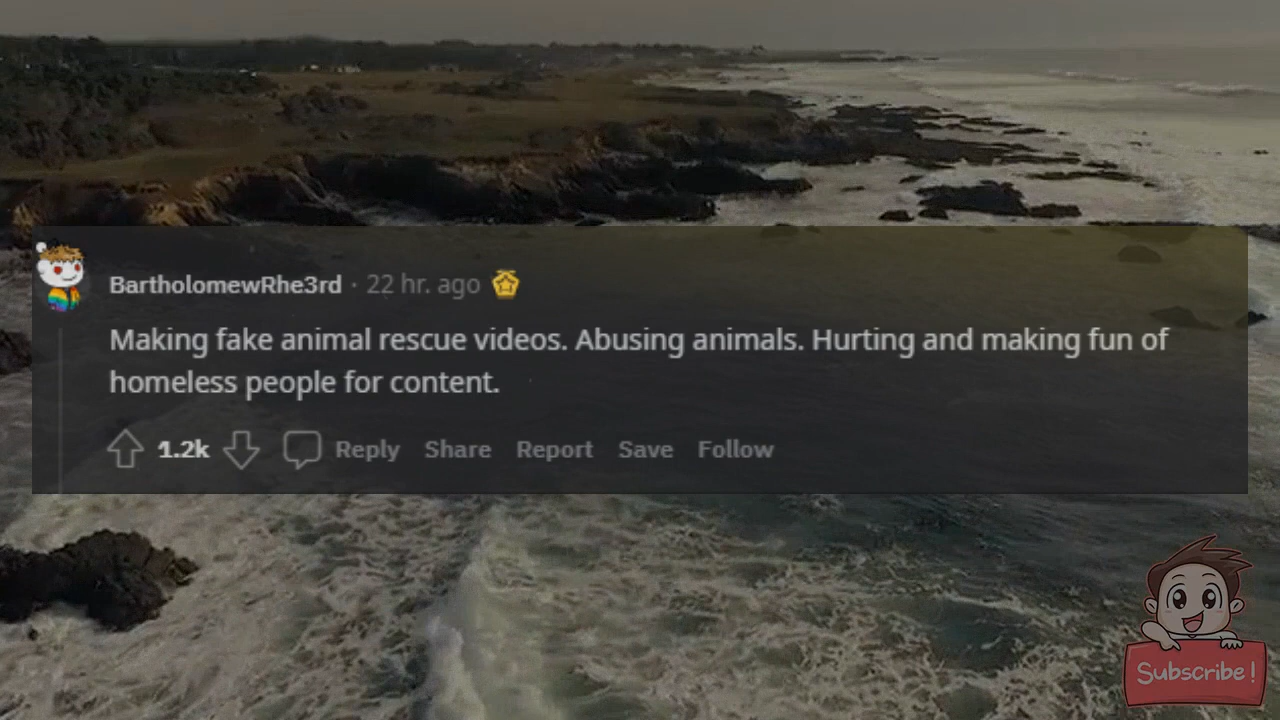 BartholomewRhe3rd · 22 hr. ago
Making fake animal rescue videos. Abusing animals. Hurting and making fun of
homeless people for content.
1.2k Reply Share Report Save Follow
Subscribe!